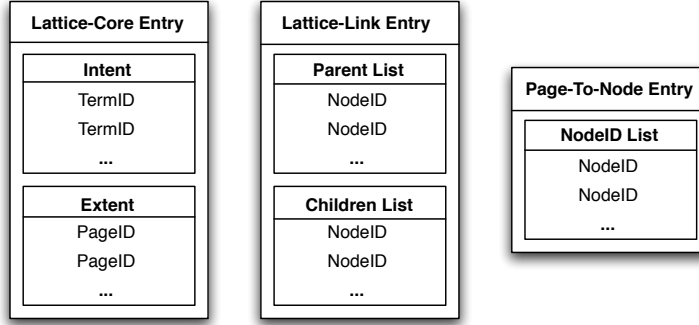 Lattice-Core Entry
Intent
TermID
TermID
...
Extent
PageID
PageID
...
Lattice-Link Entry
Parent List
NodeID
NodeID
...
Children List
NodeID
NodeID
...
Page-To-Node Entry
NodeID List
NodeID
NodeID
...